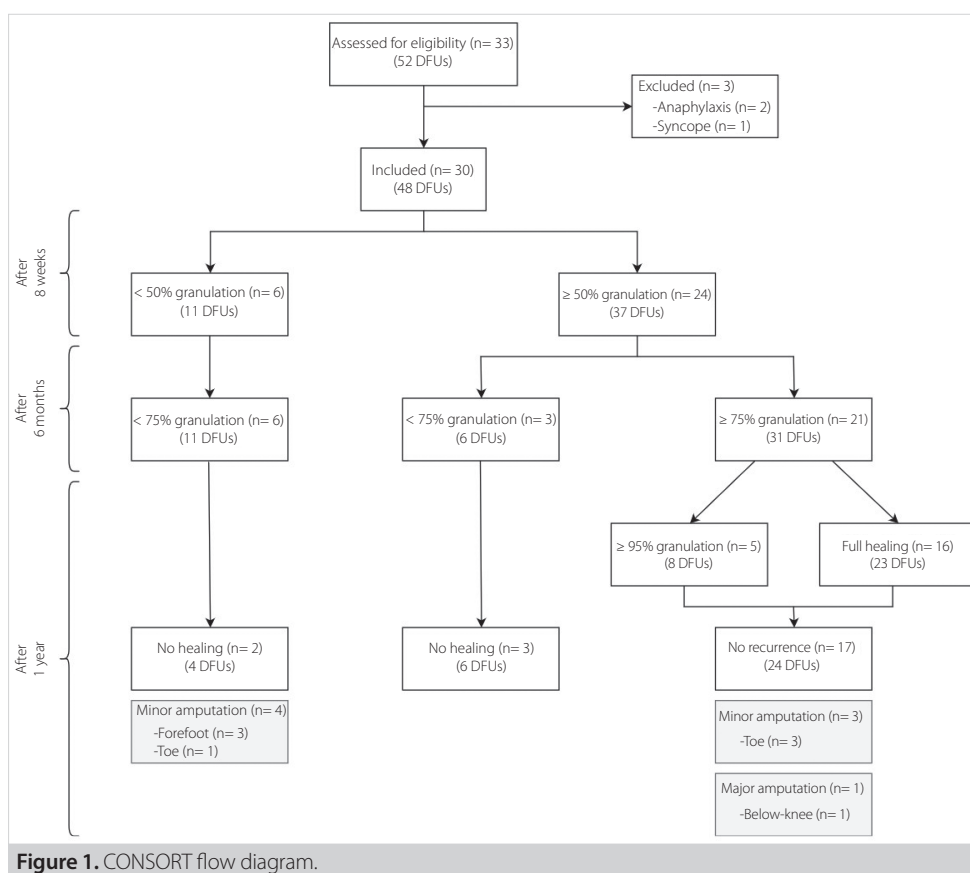 Assessed for eligibility (n= 33)
(52 DFUs)
Excluded (n= 3)
-Anaphylaxis (n= 2)
-Syncope (n= 1)
Included (n= 30)
(48 DFUs)
After
8 weeks
< 50% granulation (n= 6)
(11 DFUs)
≥ 50% granulation (n= 24)
(37 DFUs)
After
6 months
< 75% granulation (n= 6)
(11 DFUs)
< 75% granulation (n= 3)
(6 DFUs)
≥ 75% granulation (n= 21)
(31 DFUs)
After
1 year
≥ 95% granulation (n= 5)
(8 DFUs)
Full healing (n= 16)
(23 DFUs)
No healing (n= 2)
(4 DFUs)
No healing (n= 3)
(6 DFUs)
No recurrence (n= 17)
(24 DFUs)
Minor amputation (n= 4)
-Forefoot (n= 3)
-Toe (n= 1)
Minor amputation (n= 3)
-Toe (n= 3)
Major amputation (n= 1)
-Below-knee (n= 1)
Figure 1. CONSORT flow diagram.